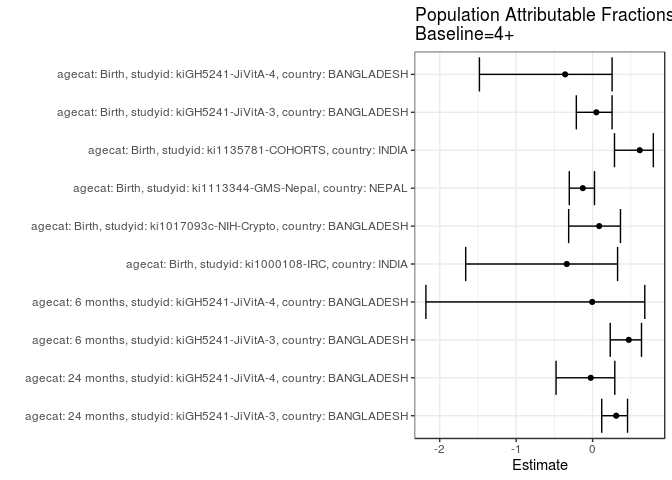 Population Attributable Fractions
Baseline=4+
agecat: Birth, studyid: kiGH5241-JiVitA-4, country: BANGLADESH
agecat: Birth, studyid: kiGH5241-JiVitA-3, country: BANGLADESH
agecat: Birth, studyid: ki1135781-COHORTS, country: INDIA
agecat: Birth, studyid: ki1113344-GMS-Nepal, country: NEPAL
agecat: Birth, studyid: ki1017093c-NIH-Crypto, country: BANGLADESH
agecat: Birth, studyid: ki1000108-IRC, country: INDIA
agecat: 6 months, studyid: kiGH5241-JiVitA-4, country: BANGLADESH
agecat: 6 months, studyid: kiGH5241-JiVitA-3, country: BANGLADESH
agecat: 24 months, studyid: kiGH5241-JiVitA-4, country: BANGLADESH
agecat: 24 months, studyid: kiGH5241-JiVitA-3, country: BANGLADESH
-2 -1 0
Estimate